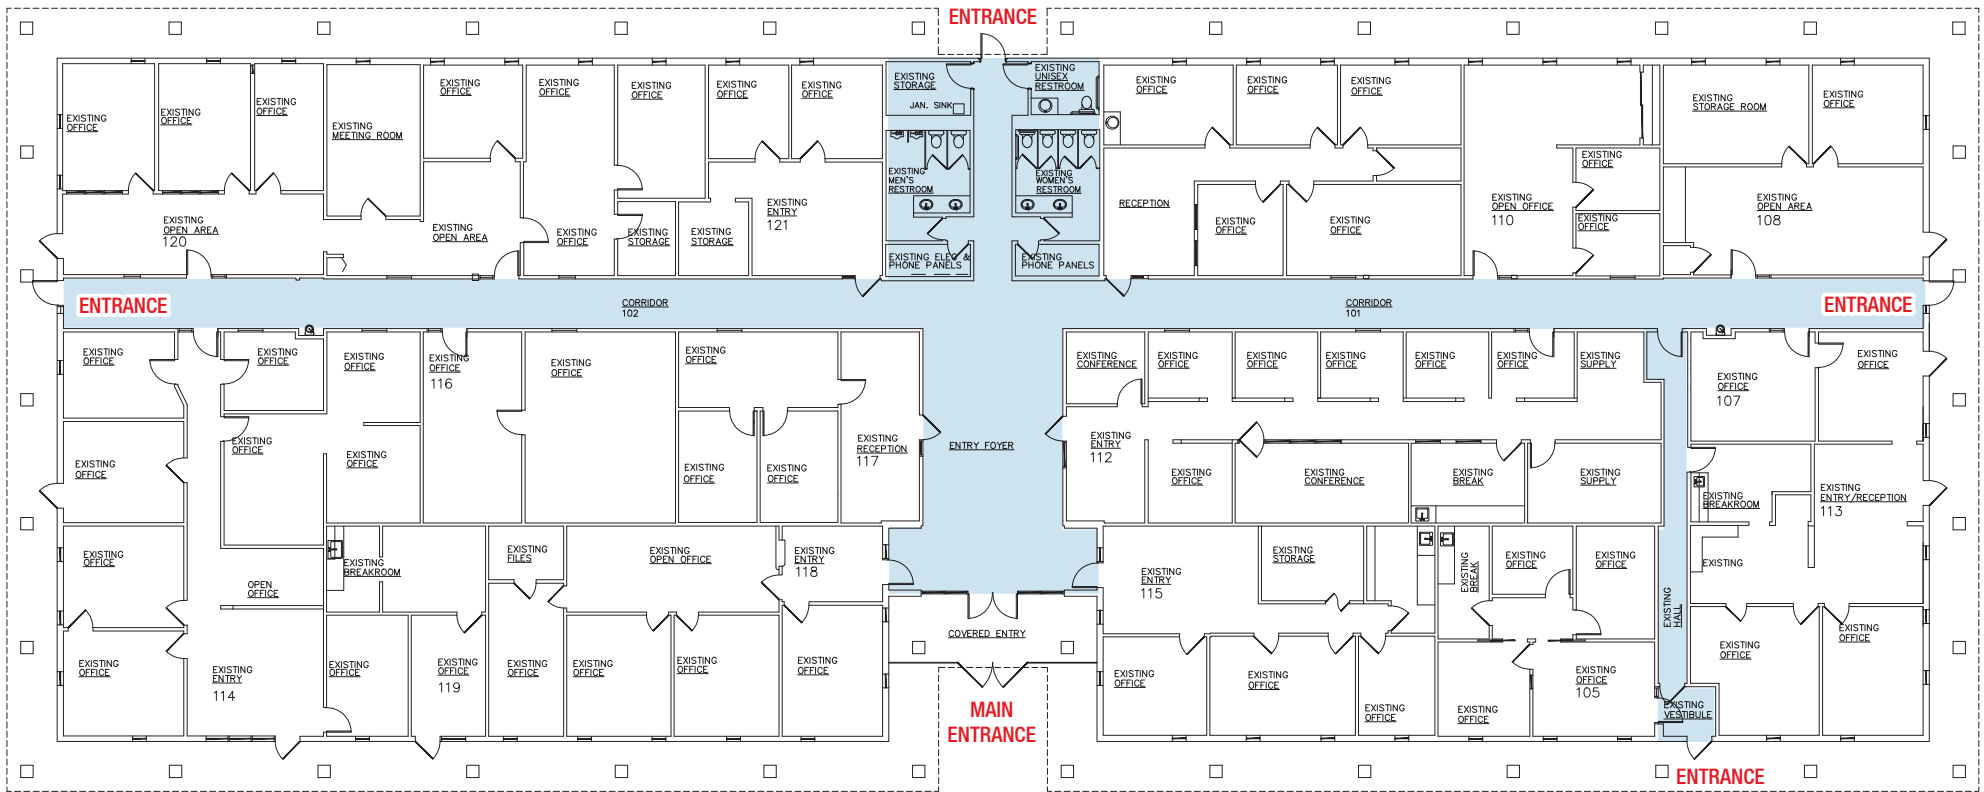 ENTRANCE
EXISTING
OFFICE
EXISTING
OFFICE
EXISTING
OFFICE
EXISTING
MEETING ROOM
EXISTING
OFFICE
EXISTING
OFFICE
EXISTING
OFFICE
EXISTING
OFFICE
EXISTING
OFFICE
EXISTING
STORAGE
JAN. SINK
EXISTING
UNISEX
RESTROOM
EXISTING
OFFICE
EXISTING
OFFICE
EXISTING
OFFICE
EXISTING
STORAGE ROOM
EXISTING
OFFICE
EXISTING
OPEN AREA
120
EXISTING
OPEN AREA
EXISTING
OFFICE
EXISTING
STORAGE
EXISTING
STORAGE
EXISTING
ENTRY
121
EXISTING
MEN'S
RESTROOM
EXISTING
WOMEN'S
RESTROOM
EXISTING ELEC &
PHONE PANELS
EXISTING
PHONE PANELS
RECEPTION
EXISTING
OFFICE
EXISTING
OFFICE
EXISTING
OPEN OFFICE
110
EXISTING
OFFICE
EXISTING
OFFICE
EXISTING
OPEN AREA
108
ENTRANCE
CORRIDOR
102
CORRIDOR
101
ENTRANCE
EXISTING
OFFICE
EXISTING
OFFICE
EXISTING
OFFICE
EXISTING
OFFICE
116
EXISTING
OFFICE
EXISTING
OFFICE
EXISTING
CONFERENCE
EXISTING
OFFICE
EXISTING
OFFICE
EXISTING
OFFICE
EXISTING
OFFICE
EXISTING
OFFICE
EXISTING
SUPPLY
EXISTING
OFFICE
107
EXISTING
OFFICE
EXISTING
OFFICE
EXISTING
OFFICE
EXISTING
OFFICE
EXISTING
OFFICE
EXISTING
OFFICE
EXISTING
RECEPTION
117
ENTRY FOYER
EXISTING
ENTRY
112
EXISTING
OFFICE
EXISTING
CONFERENCE
EXISTING
BREAK
EXISTING
SUPPLY
EXISTING
BREAKROOM
EXISTING
ENTRY/RECEPTION
113
EXISTING
OFFICE
OPEN
OFFICE
EXISTING
BREAKROOM
EXISTING
FILES
EXISTING
OPEN OFFICE
EXISTING
ENTRY
118
EXISTING
ENTRY
115
EXISTING
STORAGE
EXISTING
BREAK
EXISTING
OFFICE
EXISTING
OFFICE
EXISTING
HALL
EXISTING
COVERED ENTRY
EXISTING
OFFICE
EXISTING
ENTRY
114
EXISTING
OFFICE
EXISTING
OFFICE
119
EXISTING
OFFICE
EXISTING
OFFICE
EXISTING
OFFICE
EXISTING
OFFICE
EXISTING
OFFICE
EXISTING
OFFICE
EXISTING
OFFICE
EXISTING
OFFICE
EXISTING
OFFICE
105
EXISTING
VESTIBULE
EXISTING
OFFICE
EXISTING
OFFICE
MAIN
ENTRANCE
ENTRANCE